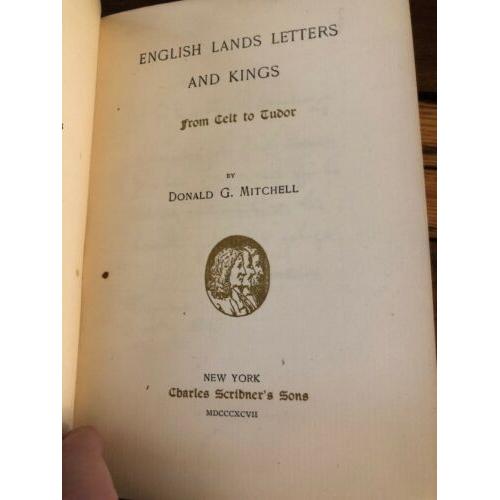 ENGLISH LANDS LETTERS
AND KINGS
From Celt to Tudor
BY
DONALD G. MITCHELL
NEW YORK
Charles Scribner's Sons
MDCCCXCVII